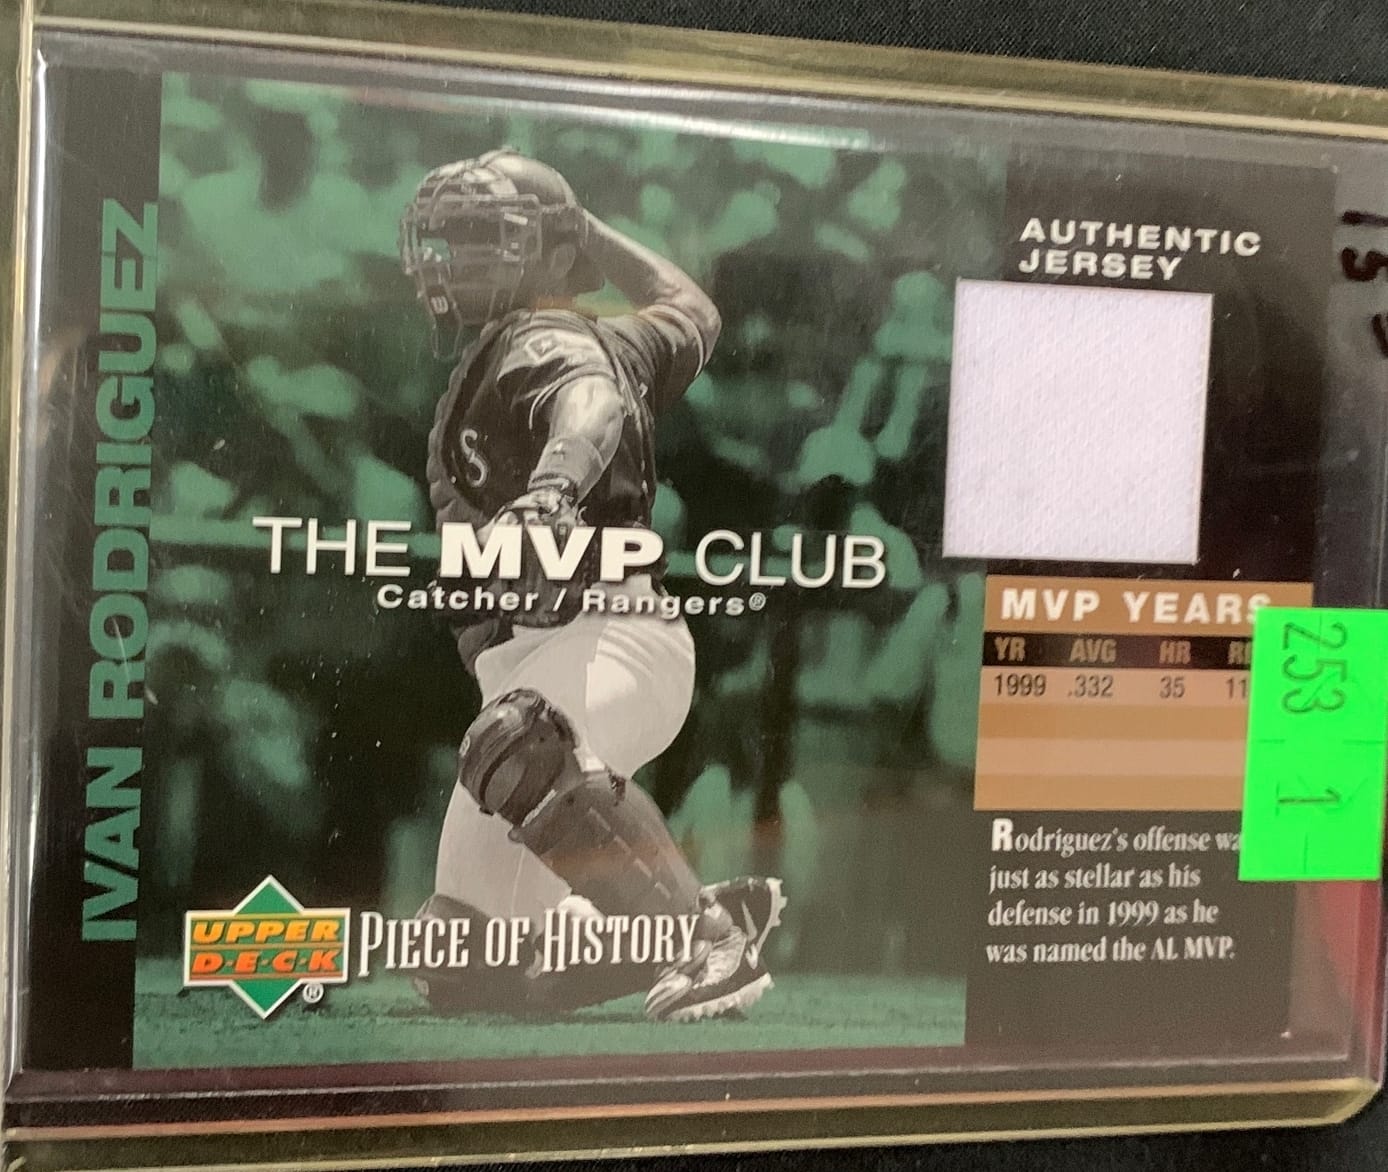 IVAN RODRIGUEZ
THE MVP CLUB
Catcher / Rangers®
UPPER
D·E·C·K
®
PIECE OF HISTORY
AUTHENTIC
JERSEY
MVP YEARS
YR AVG HR
1999 .332 35
Rodriguez's offense
just as stellar as his
defense in 1999 as he
was named the AL MVP.
253
1
S